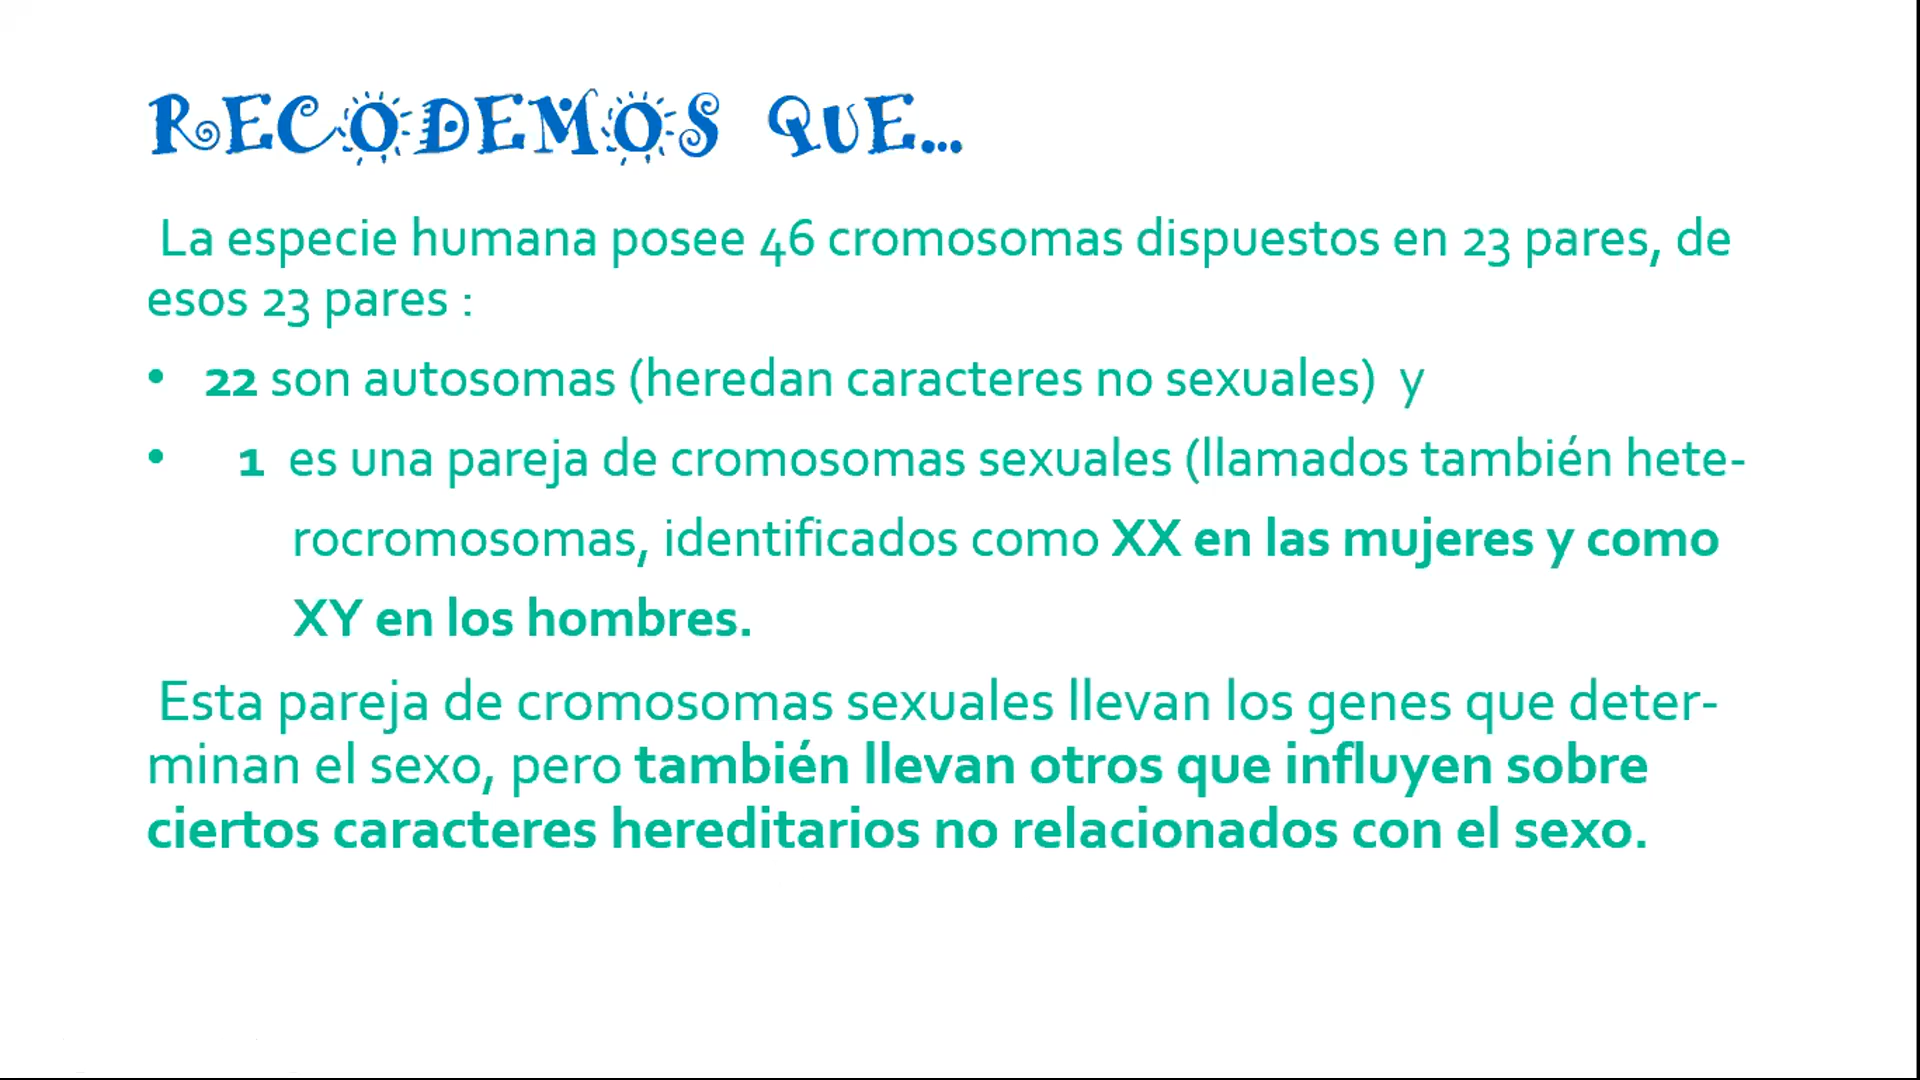 RECODEMOS QUE...
La especie humana posee 46 cromosomas dispuestos en 23 pares, de
esos 23 pares :
• 22 son autosomas (heredan caracteres no sexuales) y
• 1 es una pareja de cromosomas sexuales (llamados también hete-
rocromosomas, identificados como XX en las mujeres y como
XY en los hombres.
Esta pareja de cromosomas sexuales llevan los genes que deter-
minan el sexo, pero también llevan otros que influyen sobre
ciertos caracteres hereditarios no relacionados con el sexo.